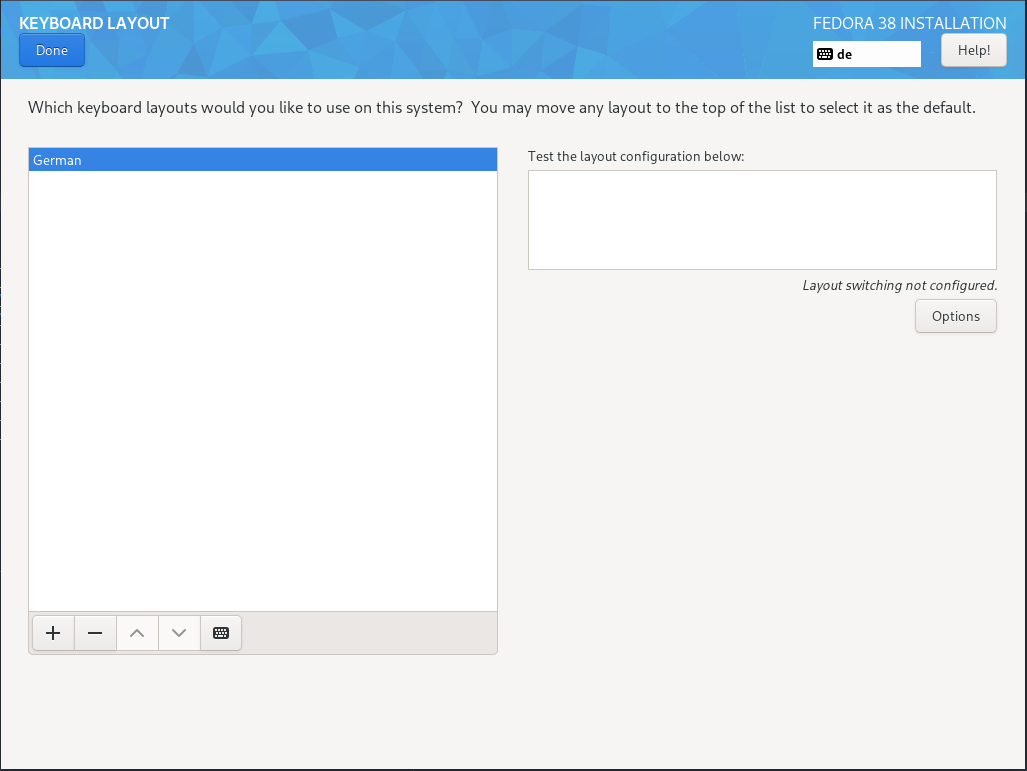 KEYBOARD LAYOUT
FEDORA 38 INSTALLATION
Done
de
Help!
Which keyboard layouts would you like to use on this system?  You may move any layout to the top of the list to select it as the default.
German
Test the layout configuration below:
Layout switching not configured.
Options